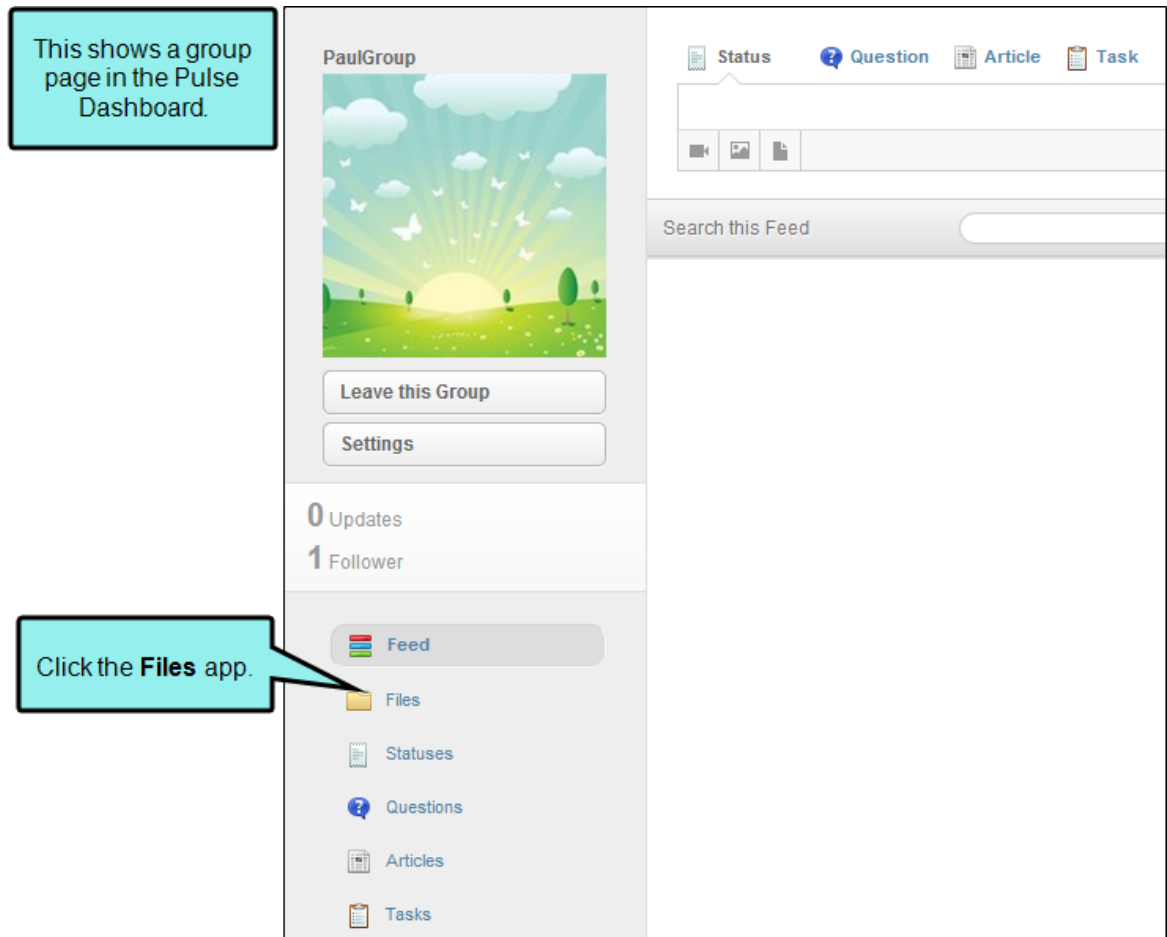 This shows a group
page in the Pulse
Dashboard.
PaulGroup
Status Question Article Task
Search this Feed
Leave this Group
Settings
0 Updates
1 Follower
Feed
Click the Files app.
Files
Statuses
Questions
Articles
Tasks